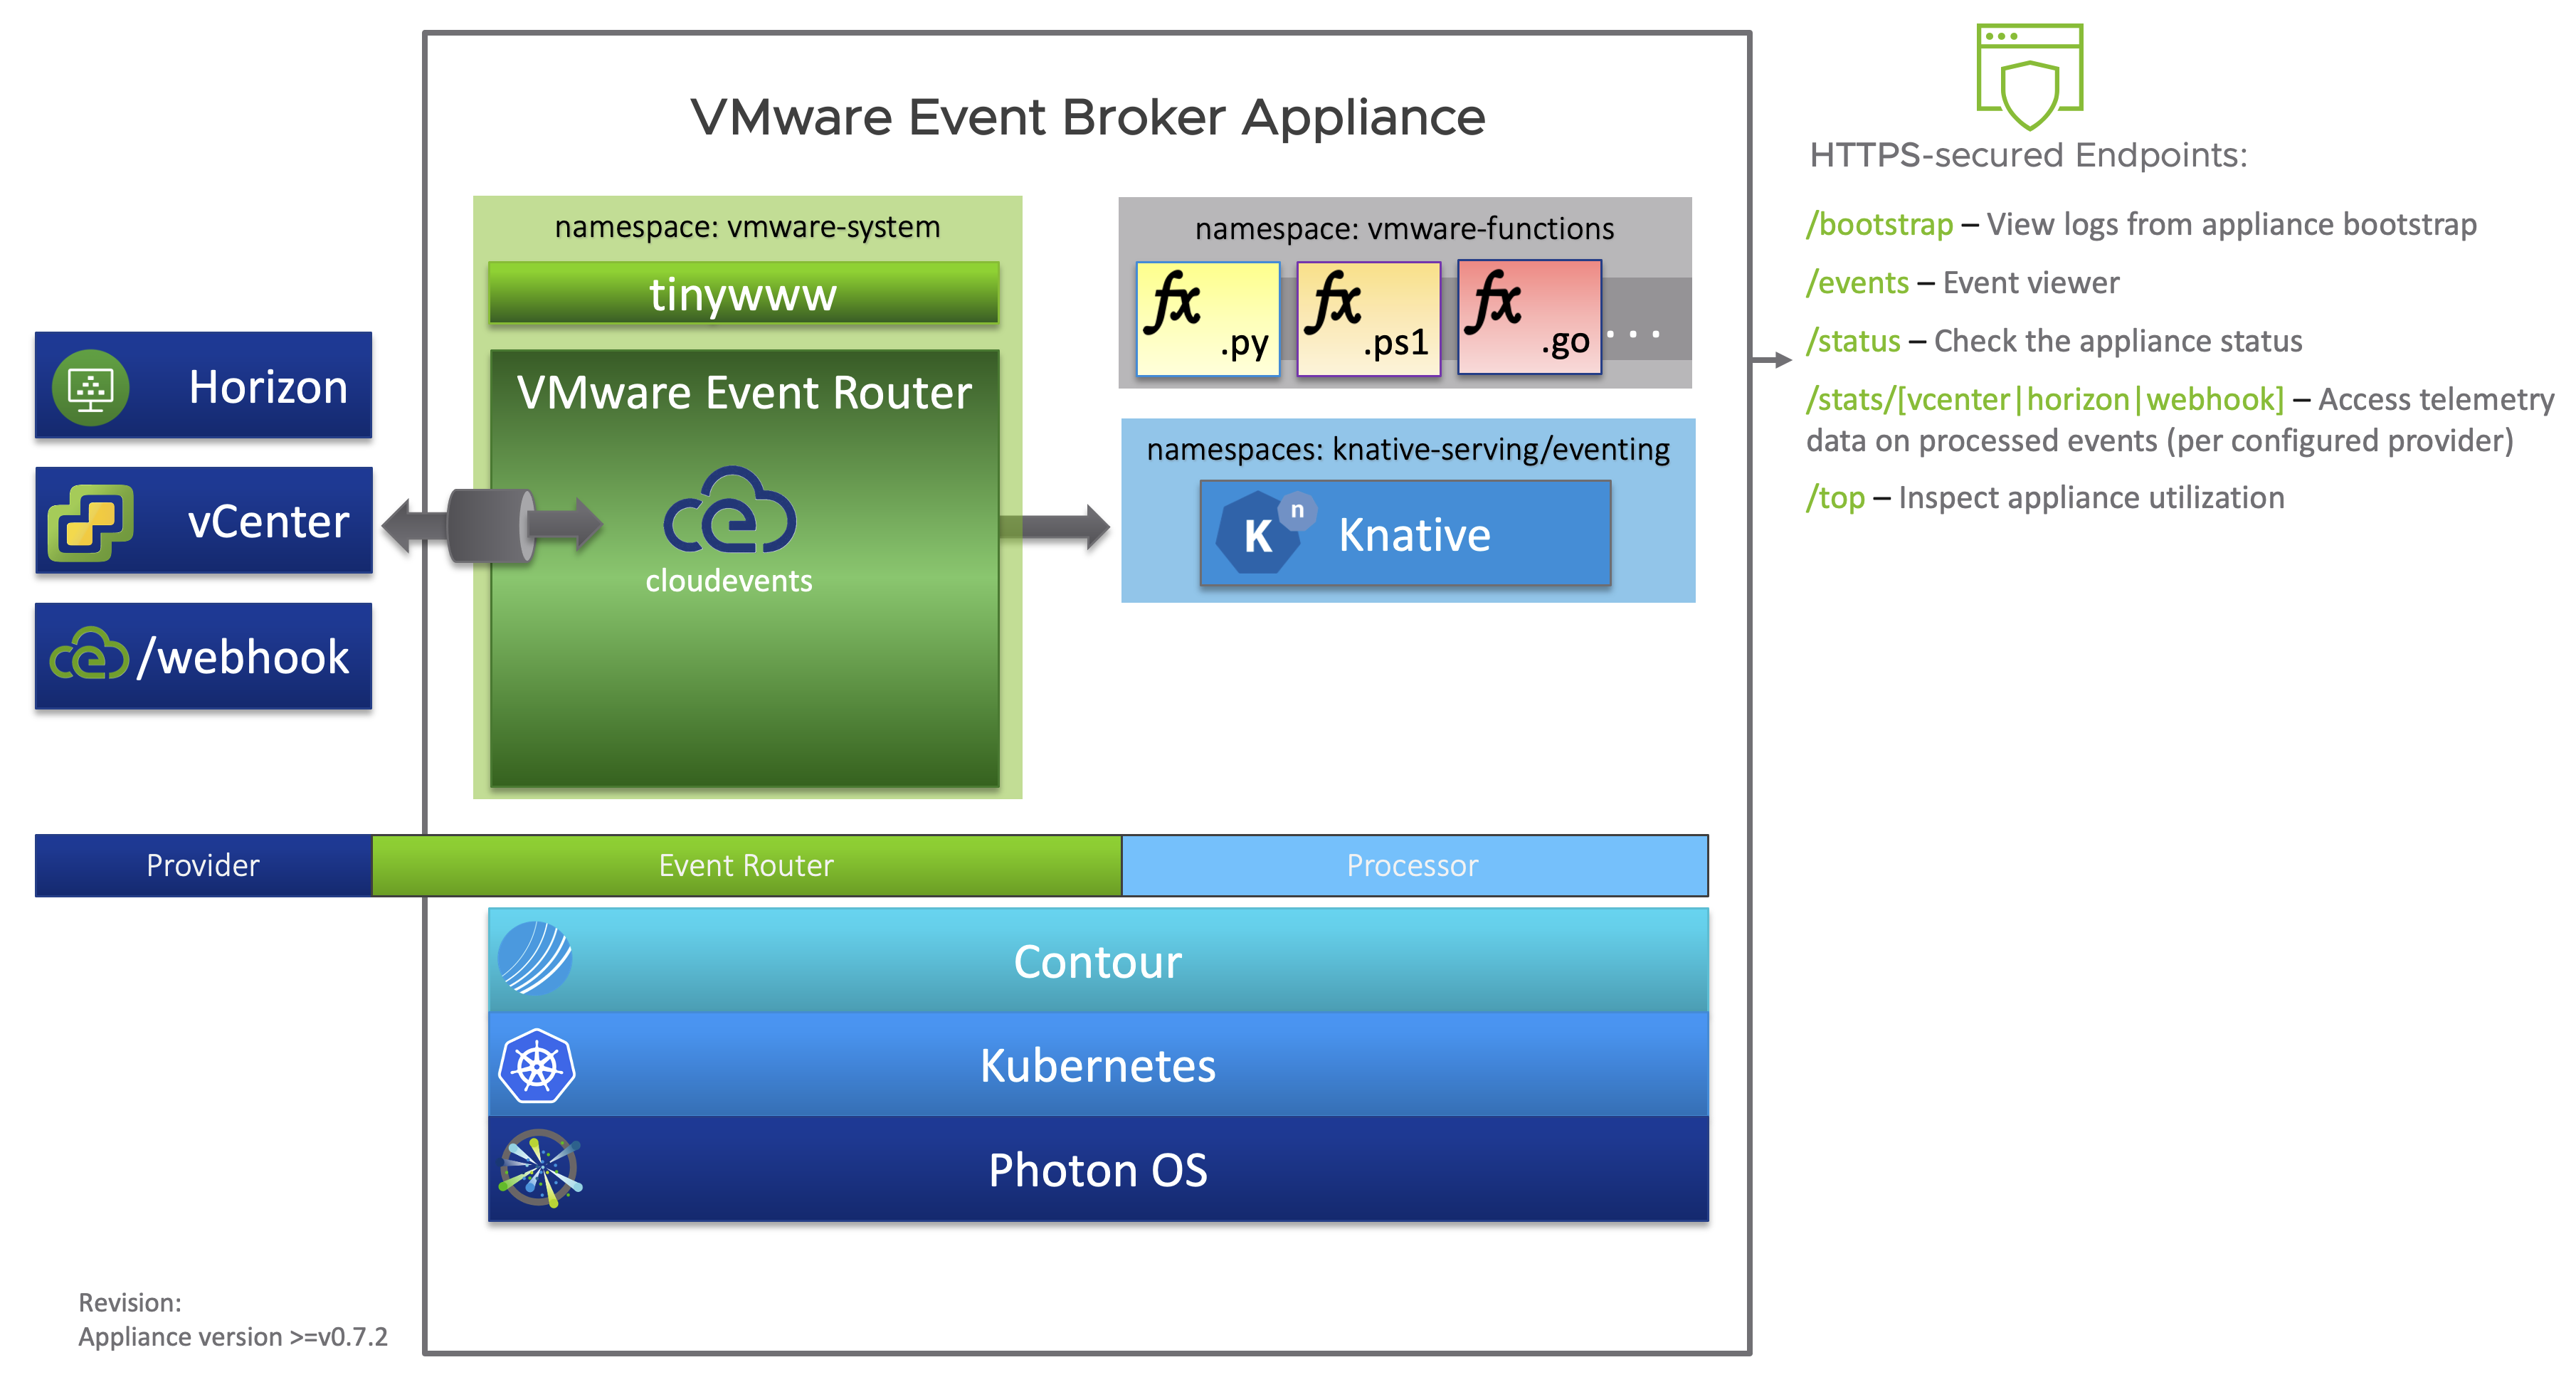 VMware Event Broker Appliance
HTTPS-secured Endpoints:
/bootstrap – View logs from appliance bootstrap
/events – Event viewer
/status – Check the appliance status
/stats/[vcenter|horizon|webhook] – Access telemetry
data on processed events (per configured provider)
/top – Inspect appliance utilization
namespace: vmware-system
tinywww
VMware Event Router
cloudevents
namespace: vmware-functions
fx .py
fx .ps1
fx .go
...
namespaces: knative-serving/eventing
K n Knative
Horizon
vCenter
/webhook
Provider
Event Router
Processor
Contour
Kubernetes
Photon OS
Revision:
Appliance version >=v0.7.2